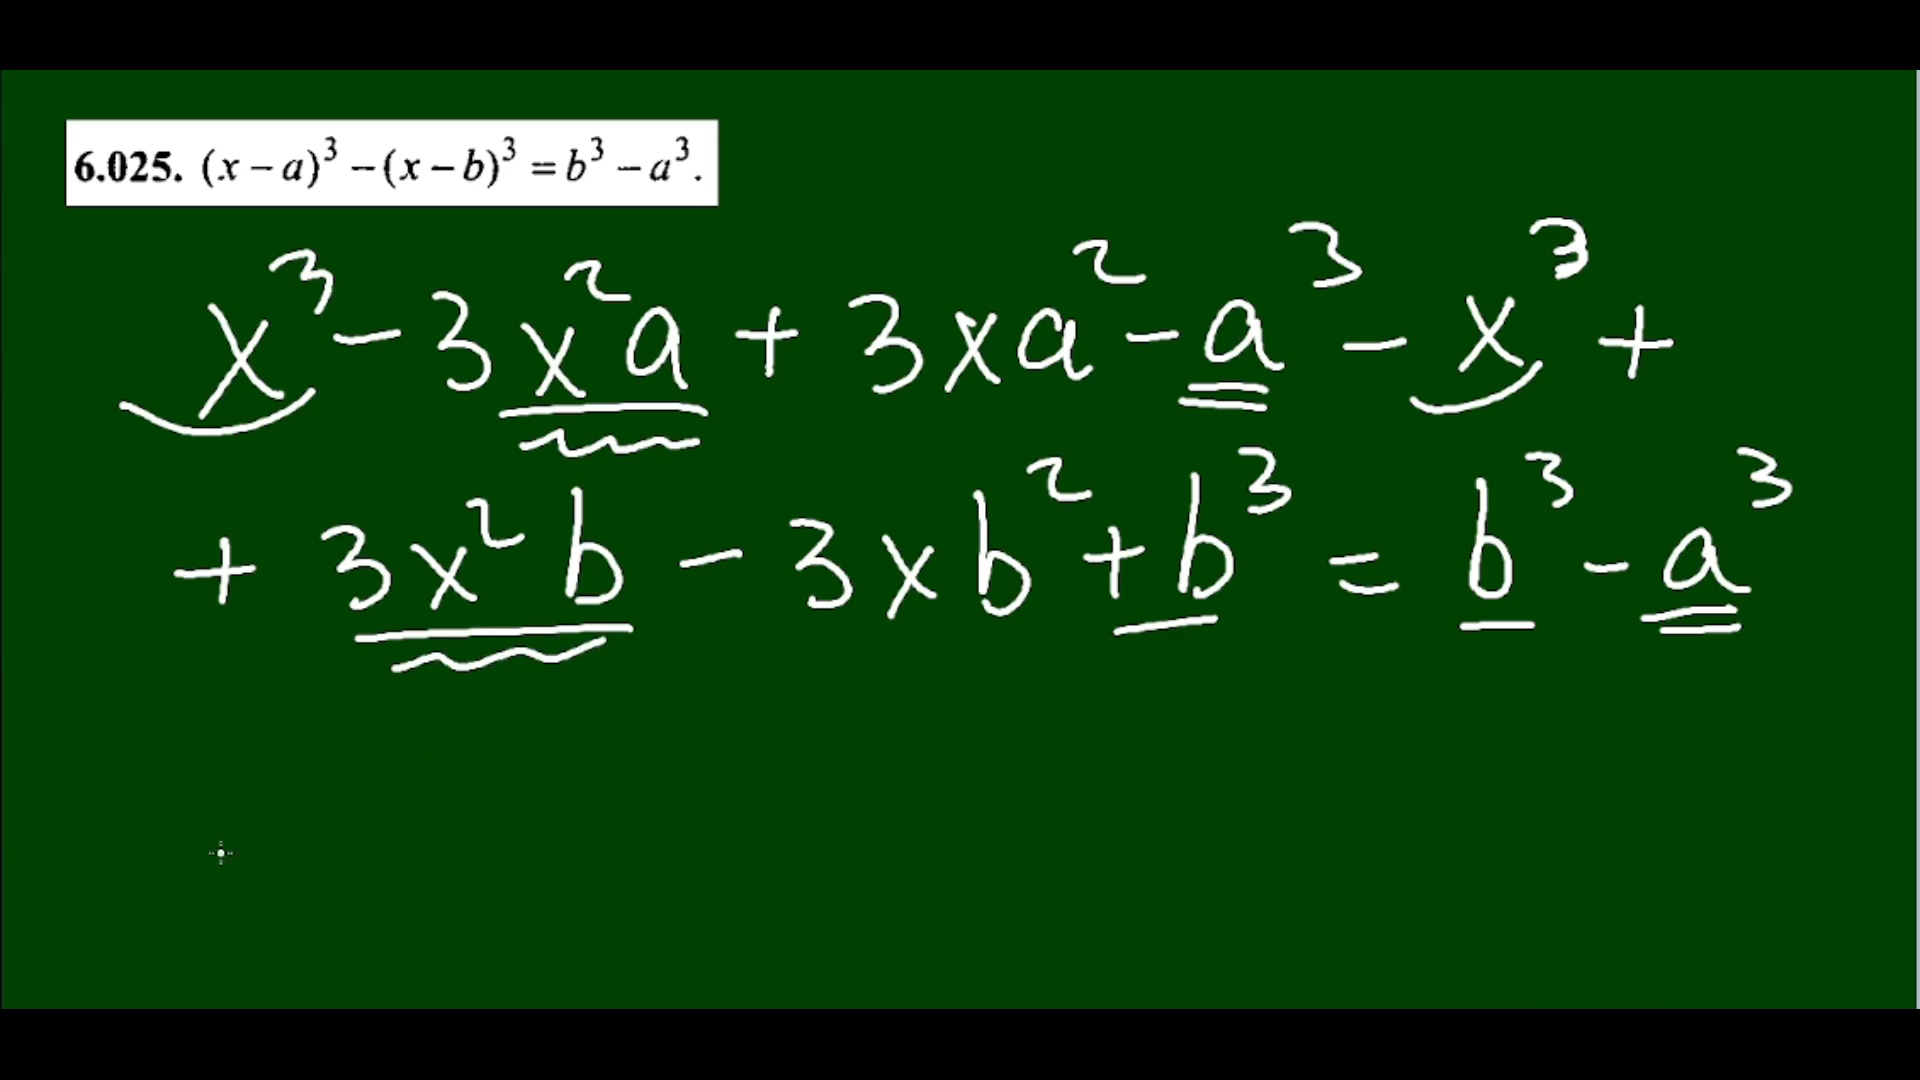 6.025. (x – a)³ – (x – b)³ = b³ – a³.
x³ - 3x²a + 3xa² - a³ - x³ +
+ 3x²b - 3xb² + b³ = b³ - a³